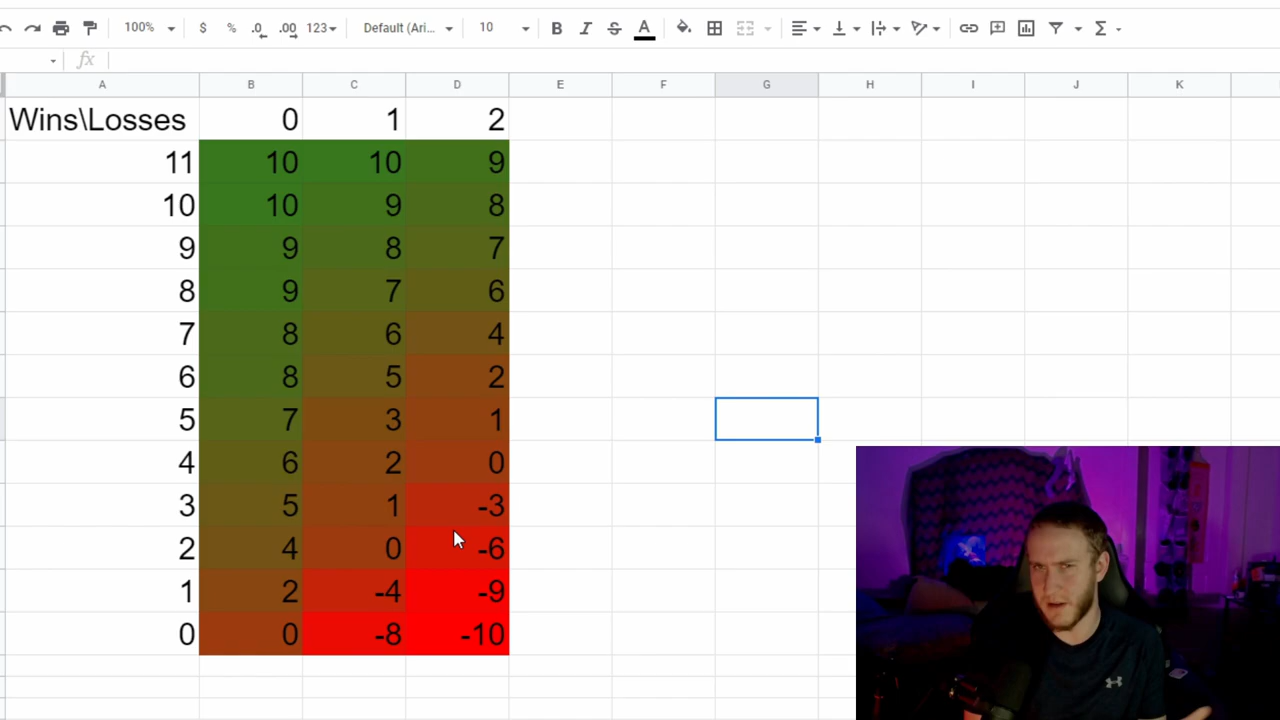 100% $ % .0 .00 123 Default (Ari... 10 B I S A Σ
fx
A B C D E F G H I J K
Wins\Losses 0 1 2
11 10 10 9
10 10 9 8
9 9 8 7
8 9 7 6
7 8 6 4
6 8 5 2
5 7 3 1
4 6 2 0
3 5 1 -3
2 4 0 -6
1 2 -4 -9
0 0 -8 -10